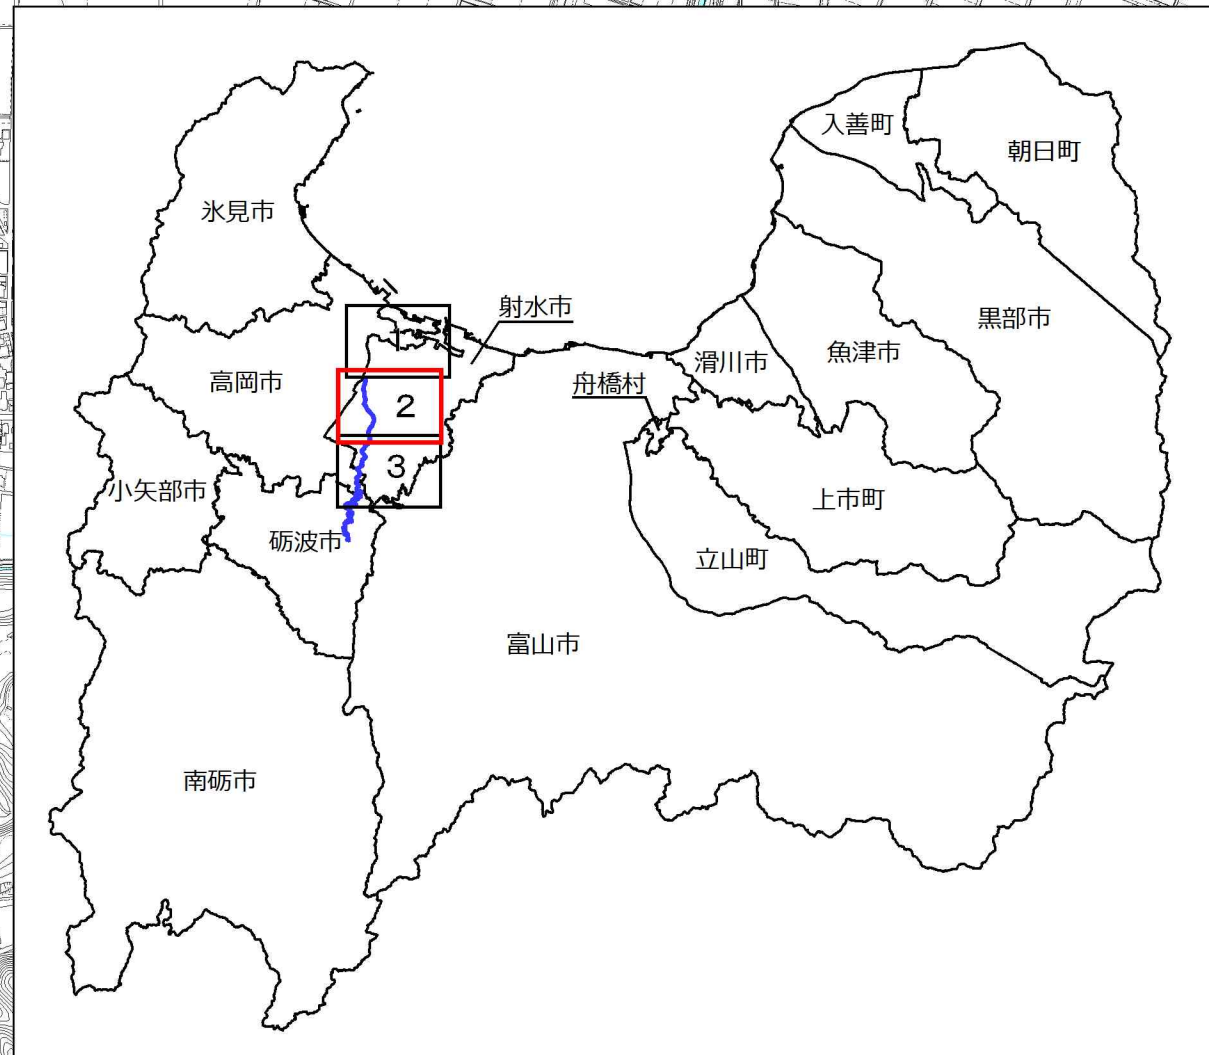 入善町
朝日町
氷見市
射水市
黒部市
1
魚津市
滑川市
高岡市
舟橋村
2
3
小矢部市
上市町
砺波市
立山町
富山市
南砺市